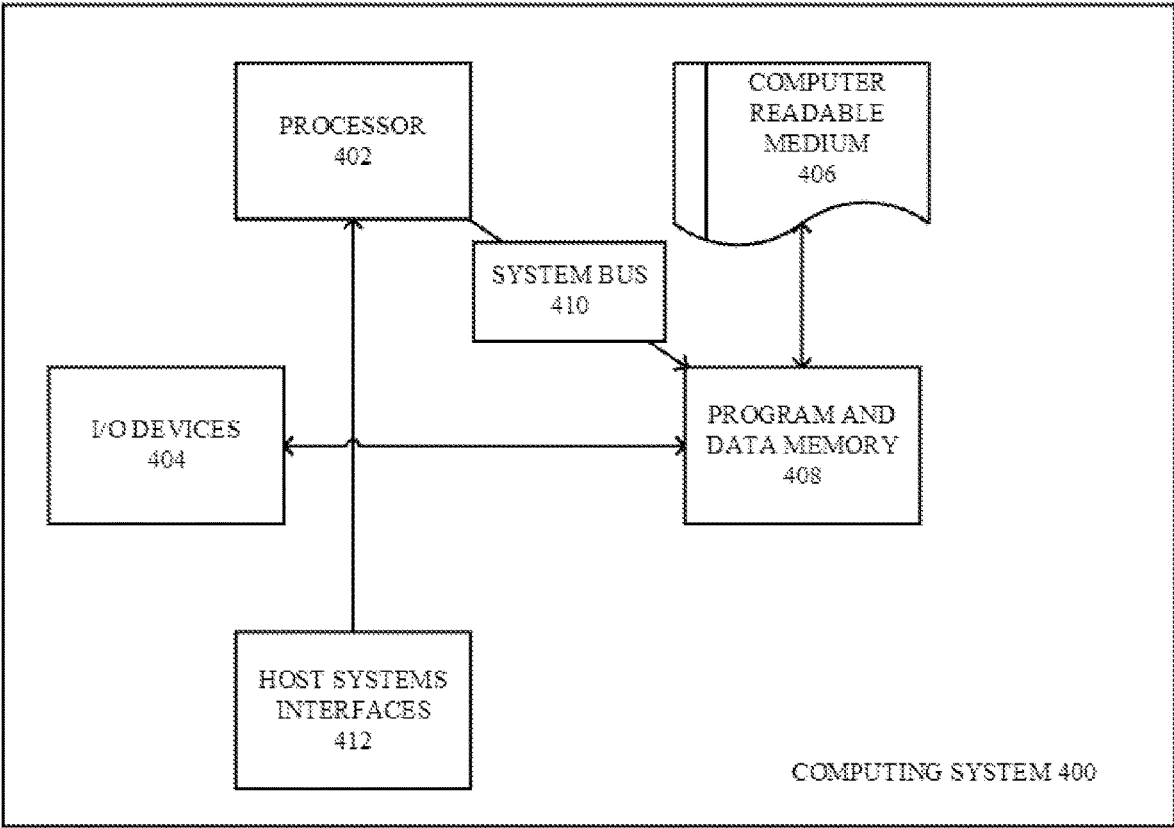 PROCESSOR
402
COMPUTER
READABLE
MEDIUM
406
SYSTEM BUS
410
I/O DEVICES
404
PROGRAM AND
DATA MEMORY
408
HOST SYSTEMS
INTERFACES
412
COMPUTING SYSTEM 400